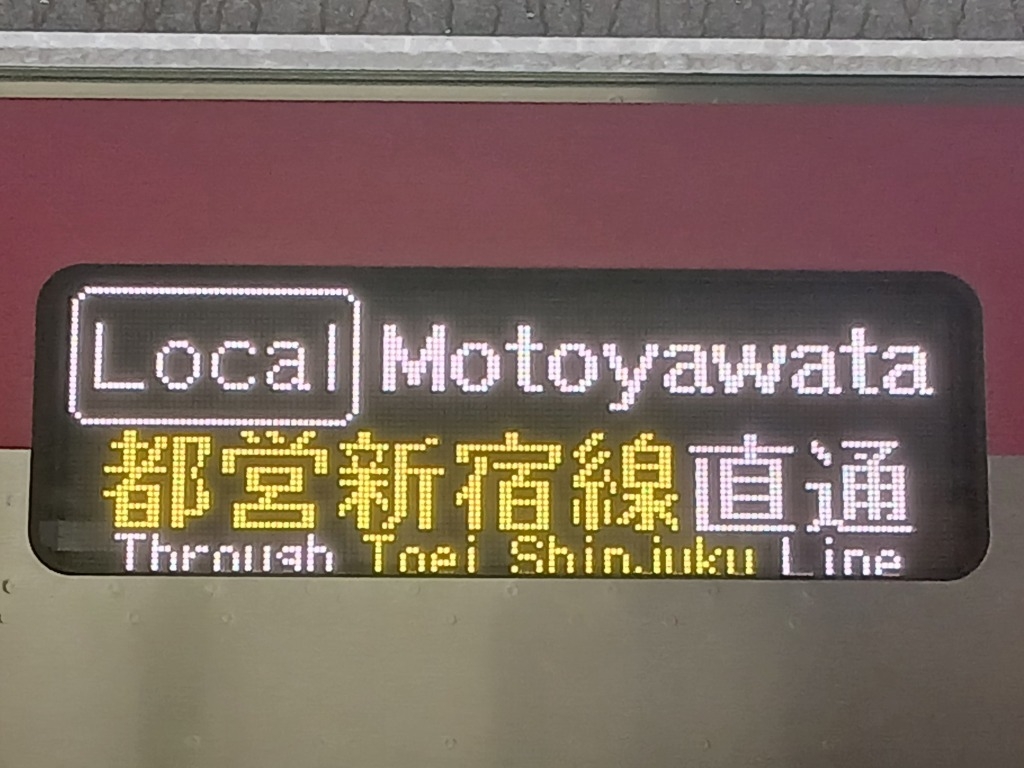 Local Motoyawata
都営新宿線直通
Through Toei Shinjuku Line